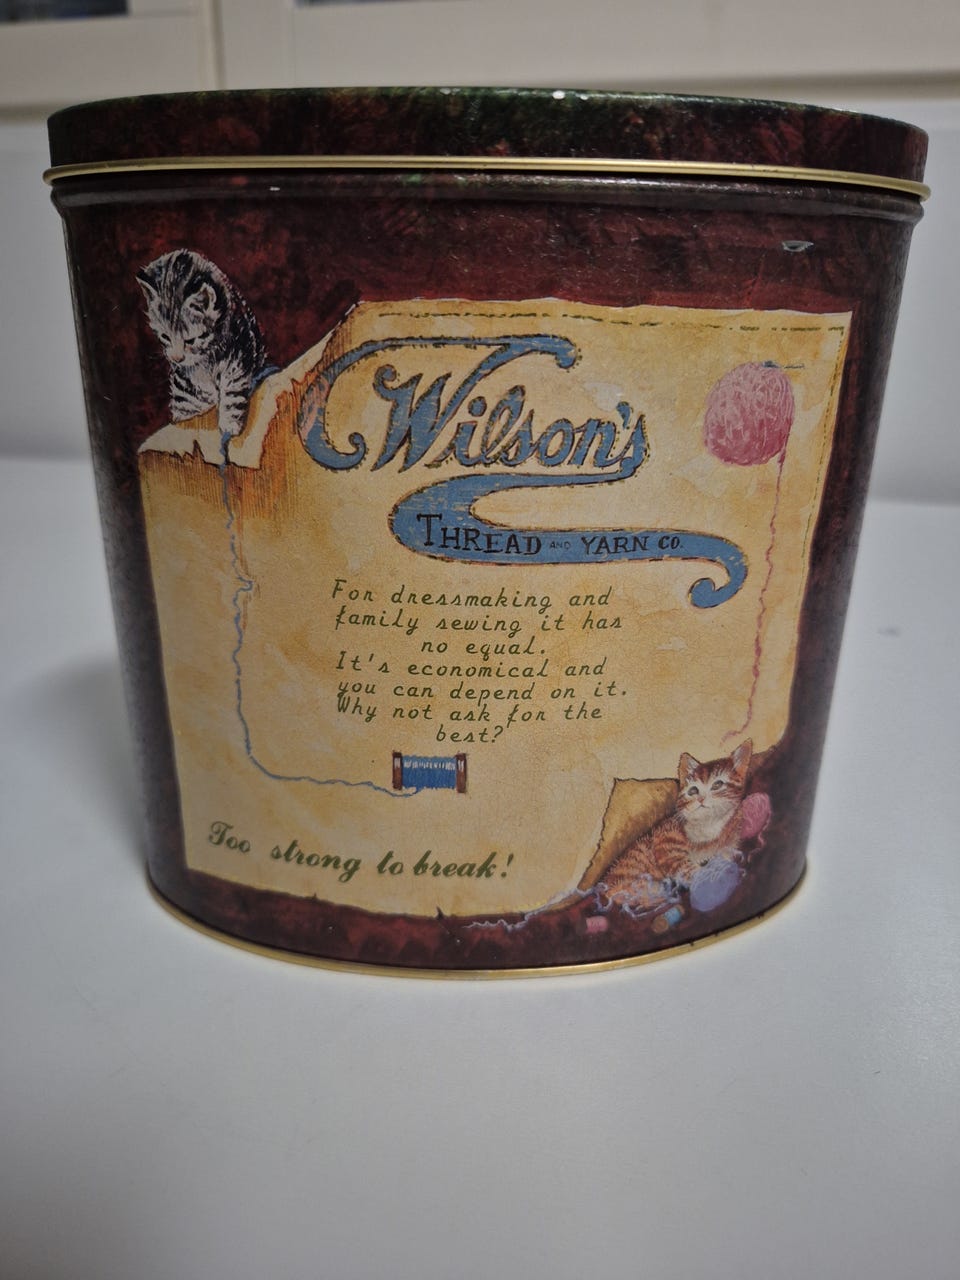 Wilson's
THREAD AND YARN CO.
For dressmaking and
family sewing it has
no equal.
It's economical and
you can depend on it.
Why not ask for the
best?
Too strong to break!